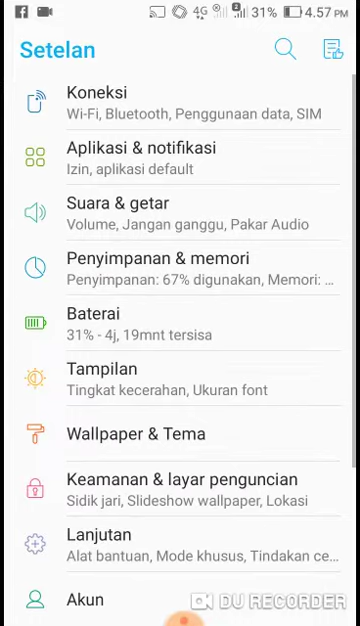 4G 2 31% 4.57 PM
Setelan
Koneksi
Wi-Fi, Bluetooth, Penggunaan data, SIM
Aplikasi & notifikasi
Izin, aplikasi default
Suara & getar
Volume, Jangan ganggu, Pakar Audio
Penyimpanan & memori
Penyimpanan: 67% digunakan, Memori: ...
Baterai
31% - 4j, 19mnt tersisa
Tampilan
Tingkat kecerahan, Ukuran font
Wallpaper & Tema
Keamanan & layar penguncian
Sidik jari, Slideshow wallpaper, Lokasi
Lanjutan
Alat bantuan, Mode khusus, Tindakan ce...
Akun
DU RECORDER